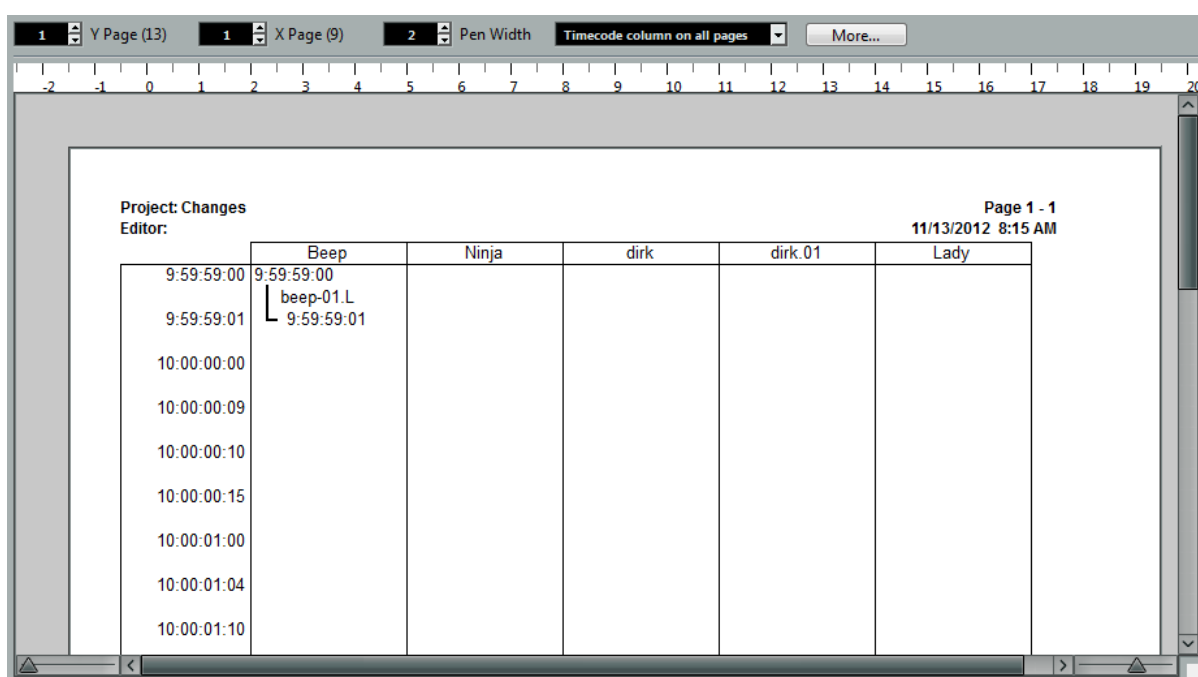 1 Y Page (13) 1 X Page (9) 2 Pen Width Timecode column on all pages More...
-2 -1 0 1 2 3 4 5 6 7 8 9 10 11 12 13 14 15 16 17 18 19 20
Project: Changes Page 1 - 1
Editor: 11/13/2012 8:15 AM
Beep Ninja dirk dirk.01 Lady
9:59:59:00 9:59:59:00
beep-01.L
9:59:59:01 9:59:59:01
10:00:00:00
10:00:00:09
10:00:00:10
10:00:00:15
10:00:01:00
10:00:01:04
10:00:01:10